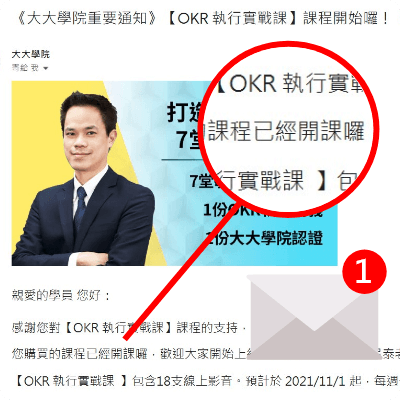 《大大學院重要通知》【OKR 執行實戰課】課程開始囉！
大大學院
寄給 我
打造
7堂
7堂
1份OK
1份大大學院認證
【OKR 執行實戰
的課程已經開課囉
行實戰課 】包
1
親愛的學員 您好：
感謝您對【OKR 執行實戰課】課程的支持，
您購買的課程已經開課囉，歡迎大家開始上
【OKR 執行實戰課 】包含18支線上影音。預計於 2021/11/1 起，每週